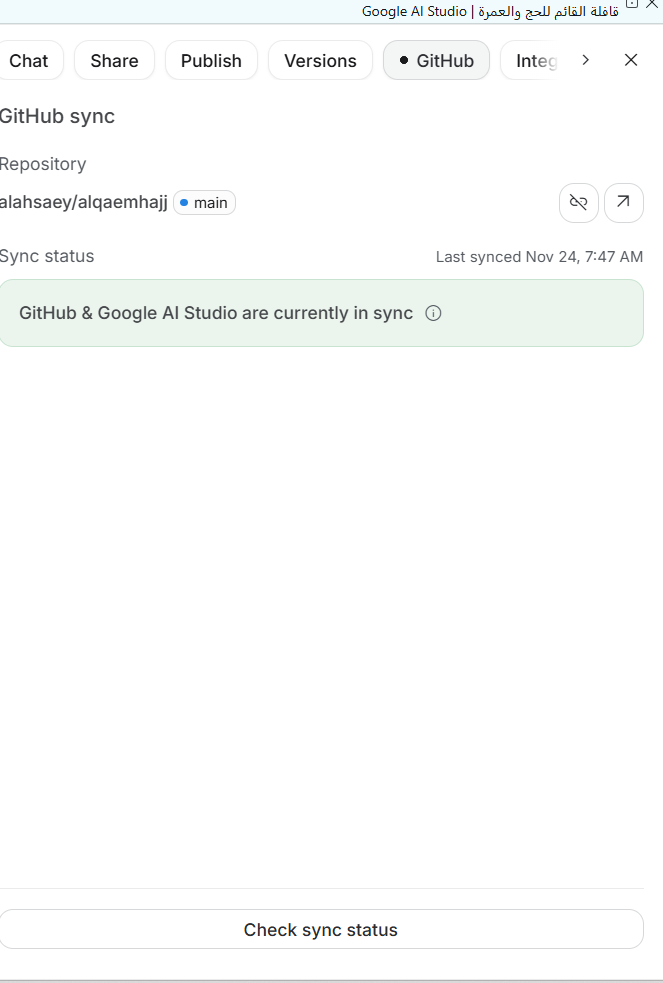 قافلة القائم للحج والعمرة | Google AI Studio
Chat Share Publish Versions GitHub Integ
GitHub sync
Repository
alahsaey/alqaemhajj main
Sync status Last synced Nov 24, 7:47 AM
GitHub & Google AI Studio are currently in sync
Check sync status